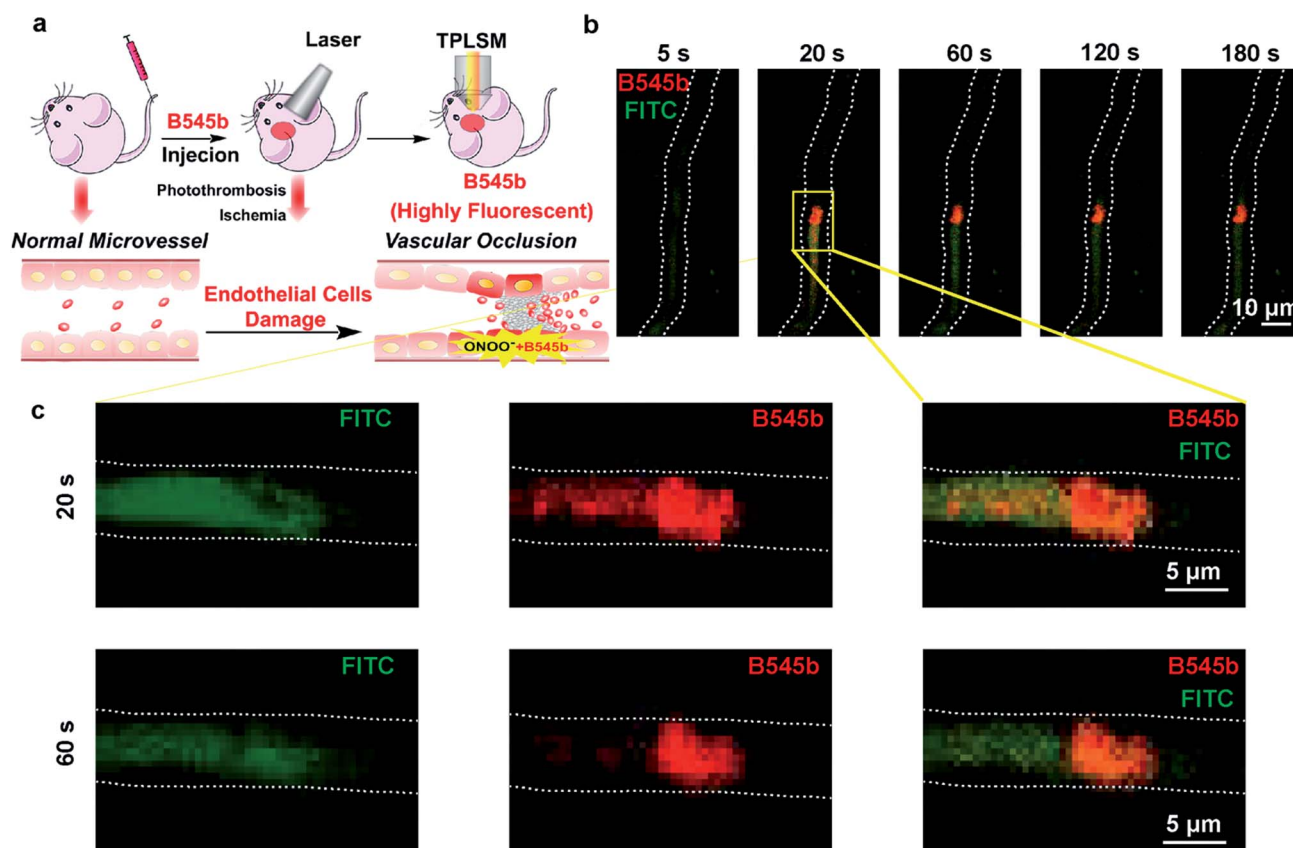 a
Laser
TPLSM
B545b
Injecion
Photothrombosis
Ischemia
B545b
(Highly Fluorescent)
Normal Microvessel
Vascular Occlusion
Endothelial Cells
Damage
ONOO⁻+B545b
b
5 s
20 s
60 s
120 s
180 s
B545b
FITC
10 μm
c
20 s
FITC
B545b
B545b
FITC
5 μm
60 s
FITC
B545b
B545b
FITC
5 μm